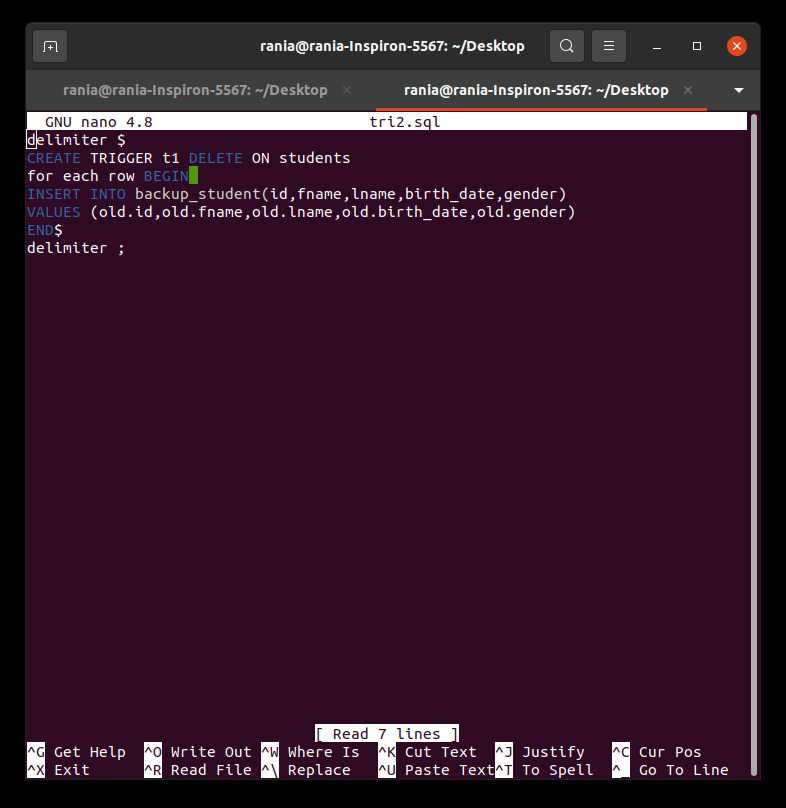 rania@rania-Inspiron-5567: ~/Desktop
rania@rania-Inspiron-5567: ~/Desktop
rania@rania-Inspiron-5567: ~/Desktop
GNU nano 4.8 tri2.sql
delimiter $
CREATE TRIGGER t1 DELETE ON students
for each row BEGIN
INSERT INTO backup_student(id,fname,lname,birth_date,gender)
VALUES (old.id,old.fname,old.lname,old.birth_date,old.gender)
END$
delimiter ;
[ Read 7 lines ]
^G Get Help ^O Write Out ^W Where Is ^K Cut Text ^J Justify ^C Cur Pos
^X Exit ^R Read File ^\ Replace ^U Paste Text ^T To Spell ^_ Go To Line